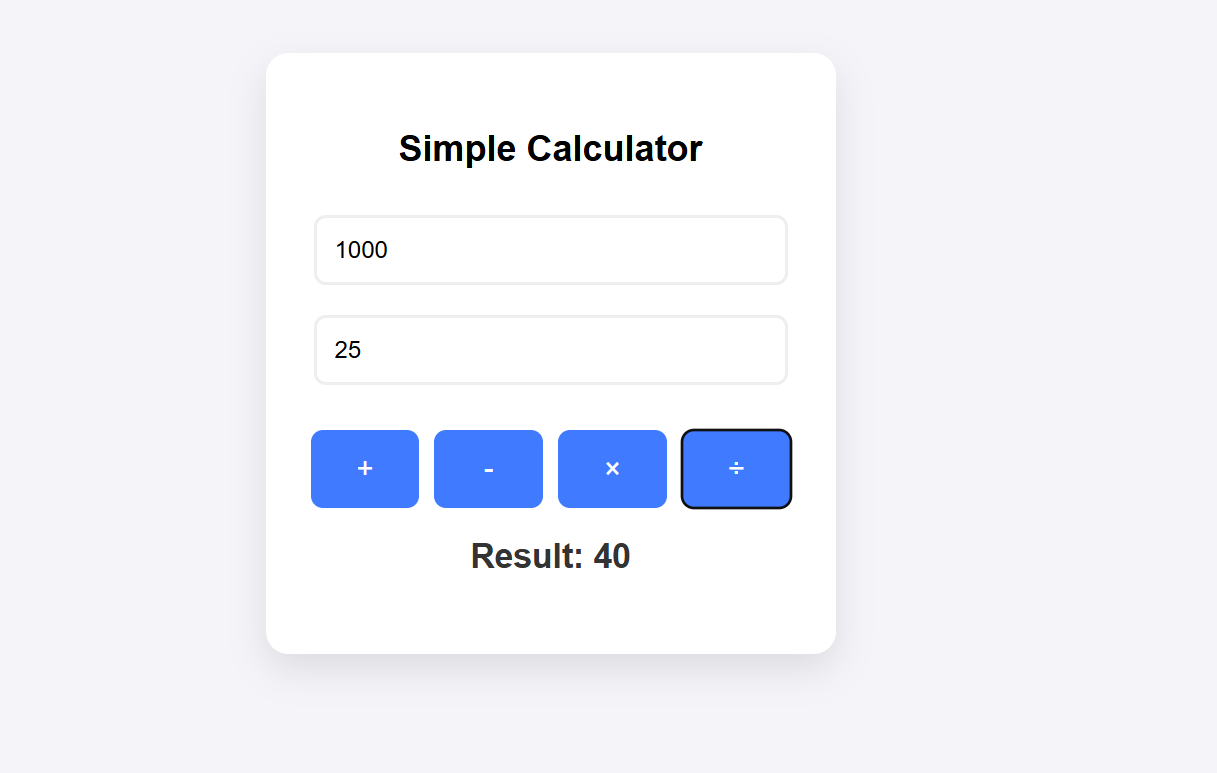 Simple Calculator
1000
25
+ - × ÷
Result: 40